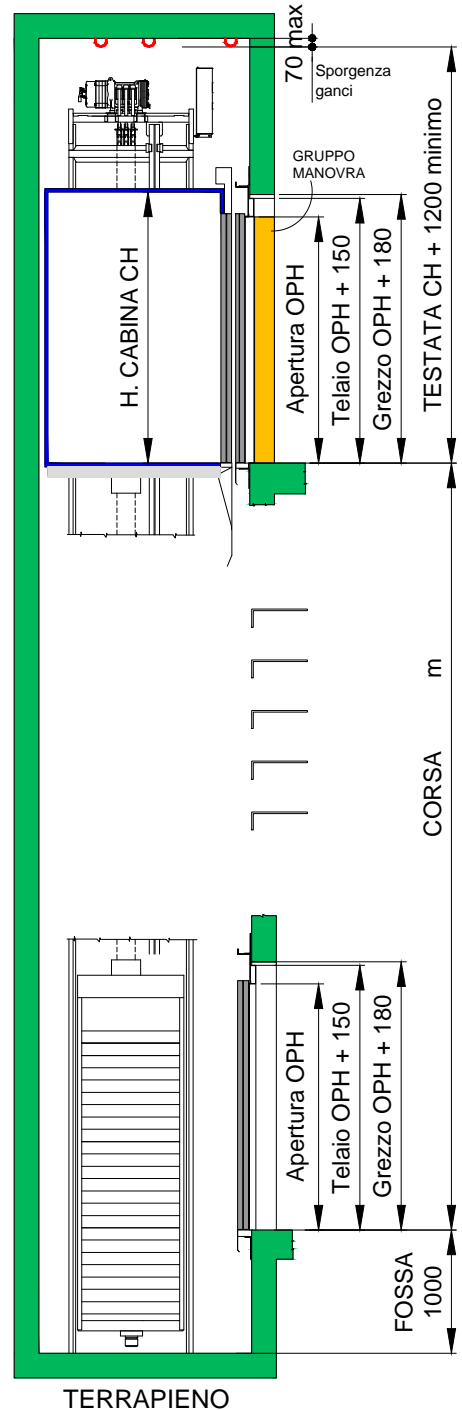 70 max
Sporgenza
ganci
GRUPPO
MANOVRA
H. CABINA CH
Apertura OPH
Telaio OPH + 150
Grezzo OPH + 180
TESTATA CH + 1200 minimo
CORSA m
Apertura OPH
Telaio OPH + 150
Grezzo OPH + 180
FOSSA
1000
TERRAPIENO